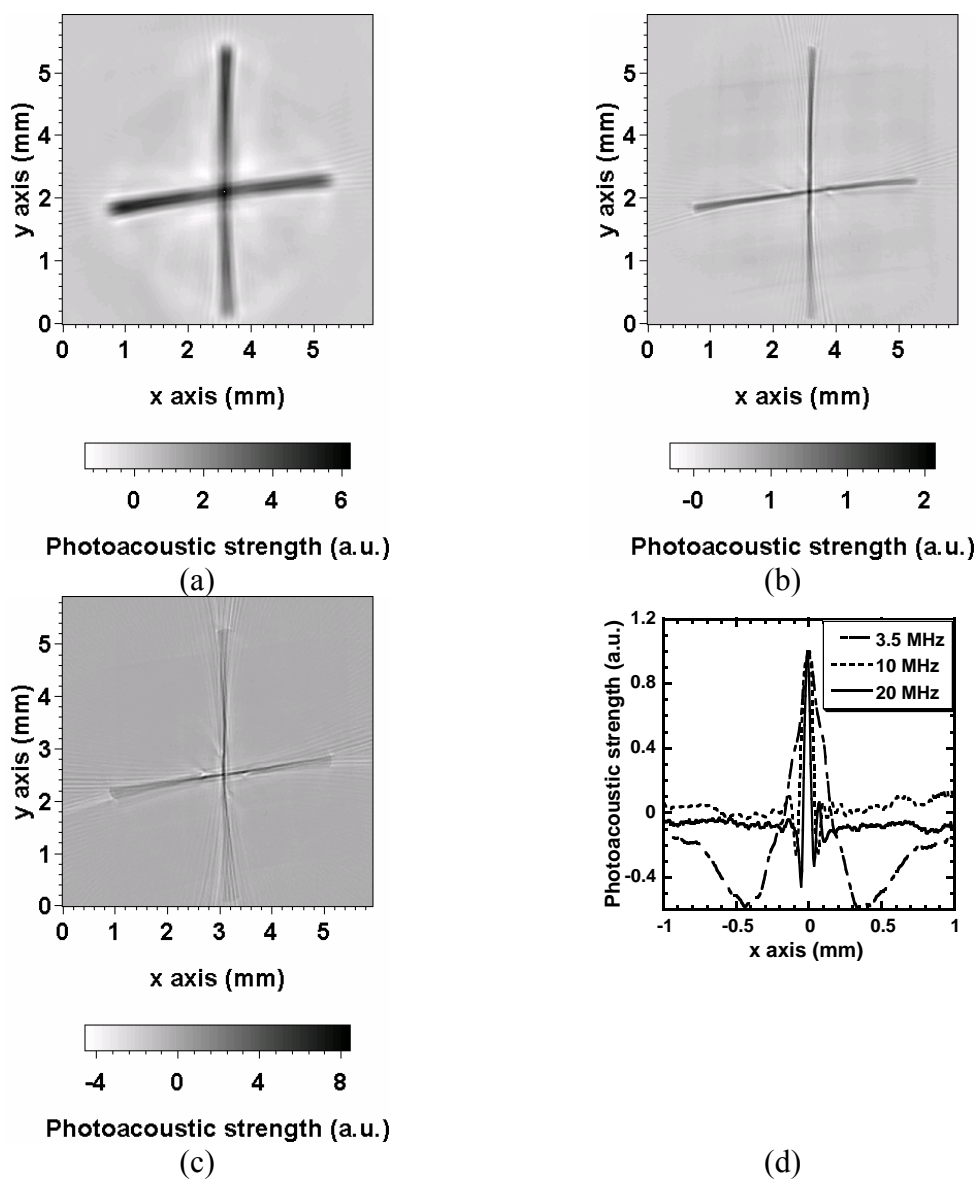 5
4
2
1
0
y axis (mm)
0 1 2 4 5
x axis (mm)
0 2 4 6
Photoacoustic strength (a.u.)
(a)
5
4
2
1
0
y axis (mm)
0 1 2 4 5
x axis (mm)
-0 1 1 2
Photoacoustic strength (a.u.)
(b)
5
4
3
2
1
0
y axis (mm)
0 1 2 3 4 5
x axis (mm)
-4 0 4 8
Photoacoustic strength (a.u.)
(c)
1.2
0.8
0.4
0
-0.4
Photoacoustic strength (a.u.)
3.5 MHz
10 MHz
20 MHz
-1 -0.5 0 0.5 1
x axis (mm)
(d)